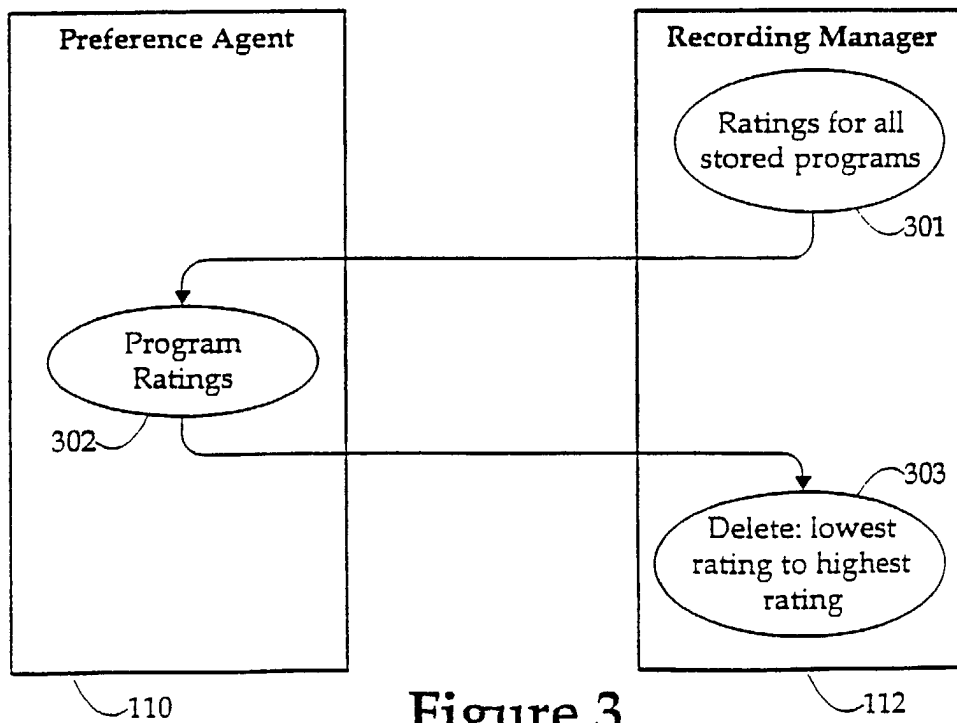 Preference Agent
Recording Manager
Ratings for all
stored programs
301
Program
Ratings
302
303
Delete: lowest
rating to highest
rating
110
112
Figure 3